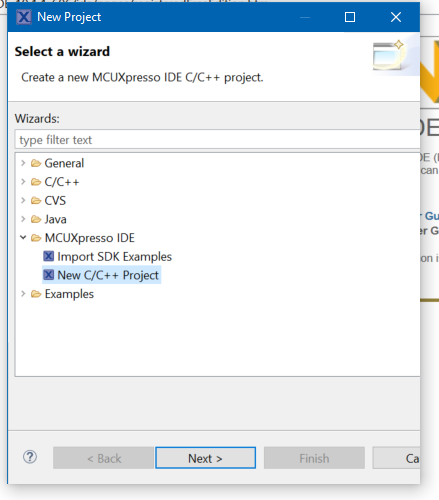 New Project
Select a wizard
Create a new MCUXpresso IDE C/C++ project.
Wizards:
type filter text
General
C/C++
CVS
Java
MCUXpresso IDE
Import SDK Examples
New C/C++ Project
Examples
? < Back Next > Finish Ca
DE
DE (
can
r Gu
er G
on i